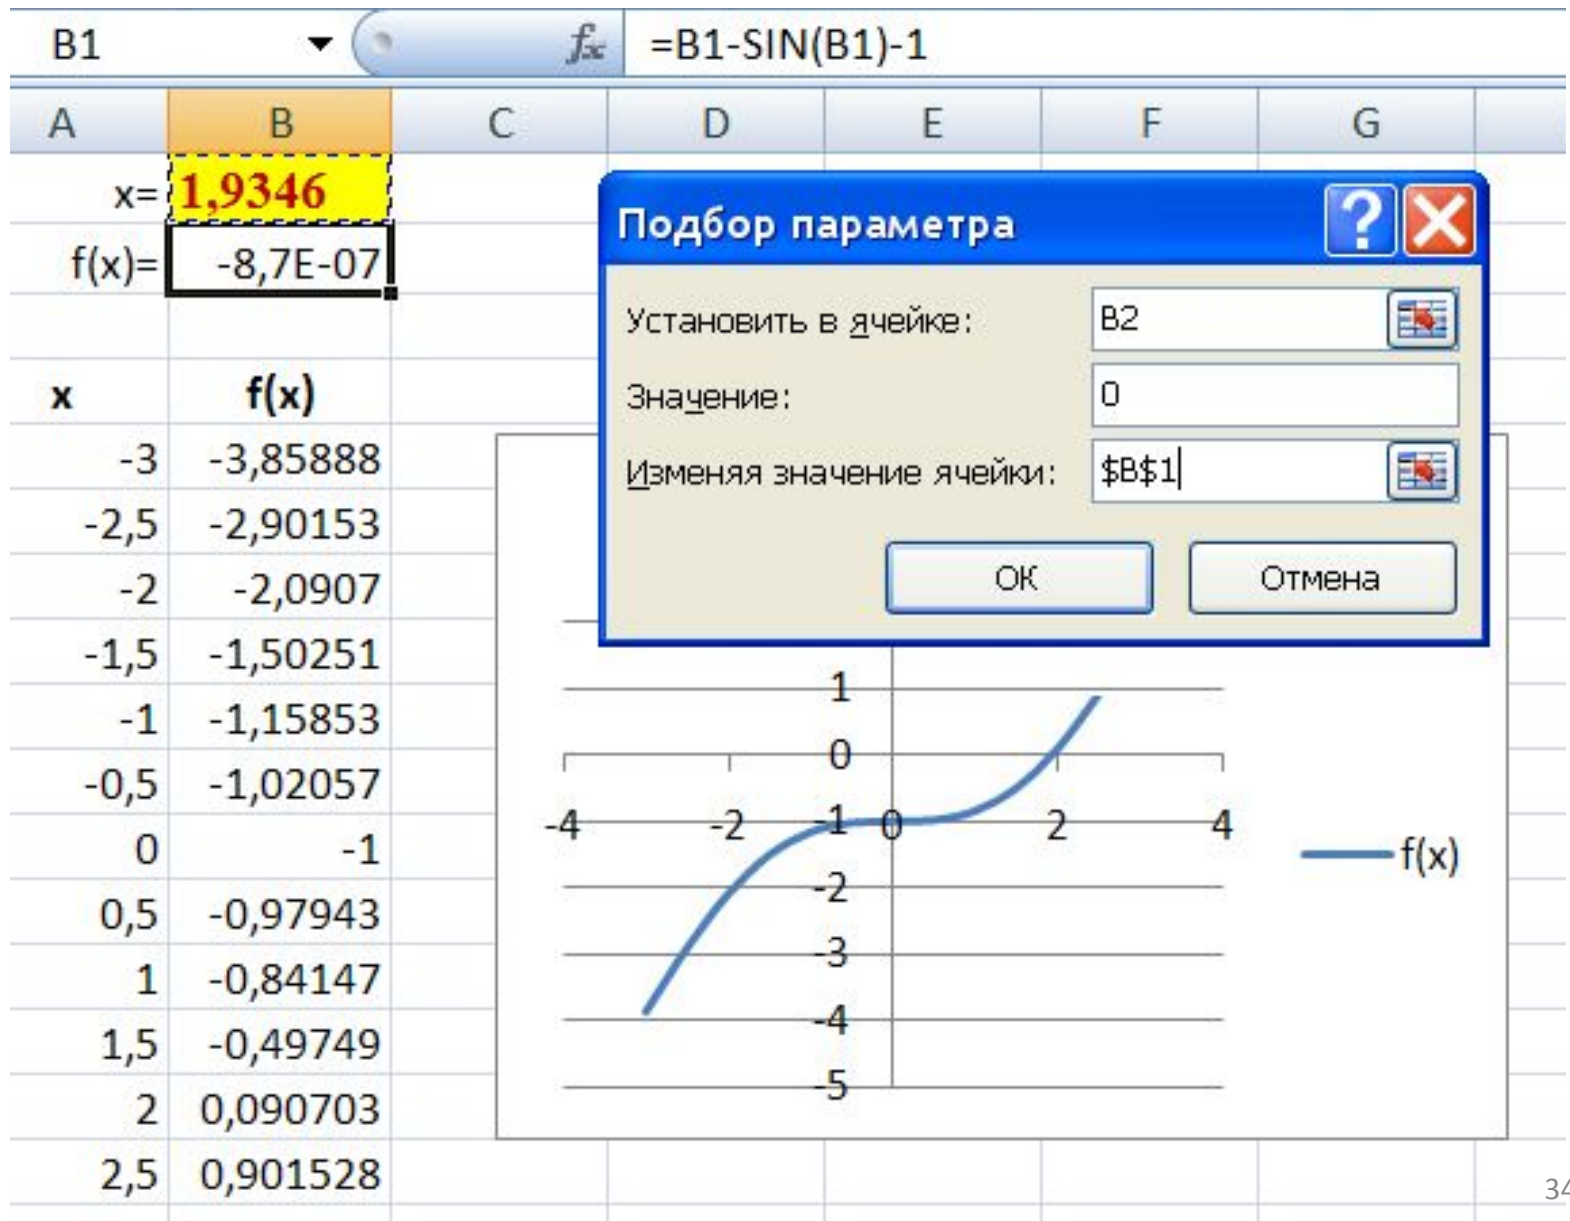 B1 fx =B1-SIN(B1)-1
A B C D E F G
x= 1,9346
f(x)= -8,7E-07
x f(x)
-3 -3,85888
-2,5 -2,90153
-2 -2,0907
-1,5 -1,50251
-1 -1,15853
-0,5 -1,02057
0 -1
0,5 -0,97943
1 -0,84147
1,5 -0,49749
2 0,090703
2,5 0,901528
Подбор параметра ?
Установить в ячейке: B2
Значение: 0
Изменяя значение ячейки: $B$1
ОК Отмена
1
0
-4 -2 -1 0 2 4
f(x)
-2
-3
-4
-5
34